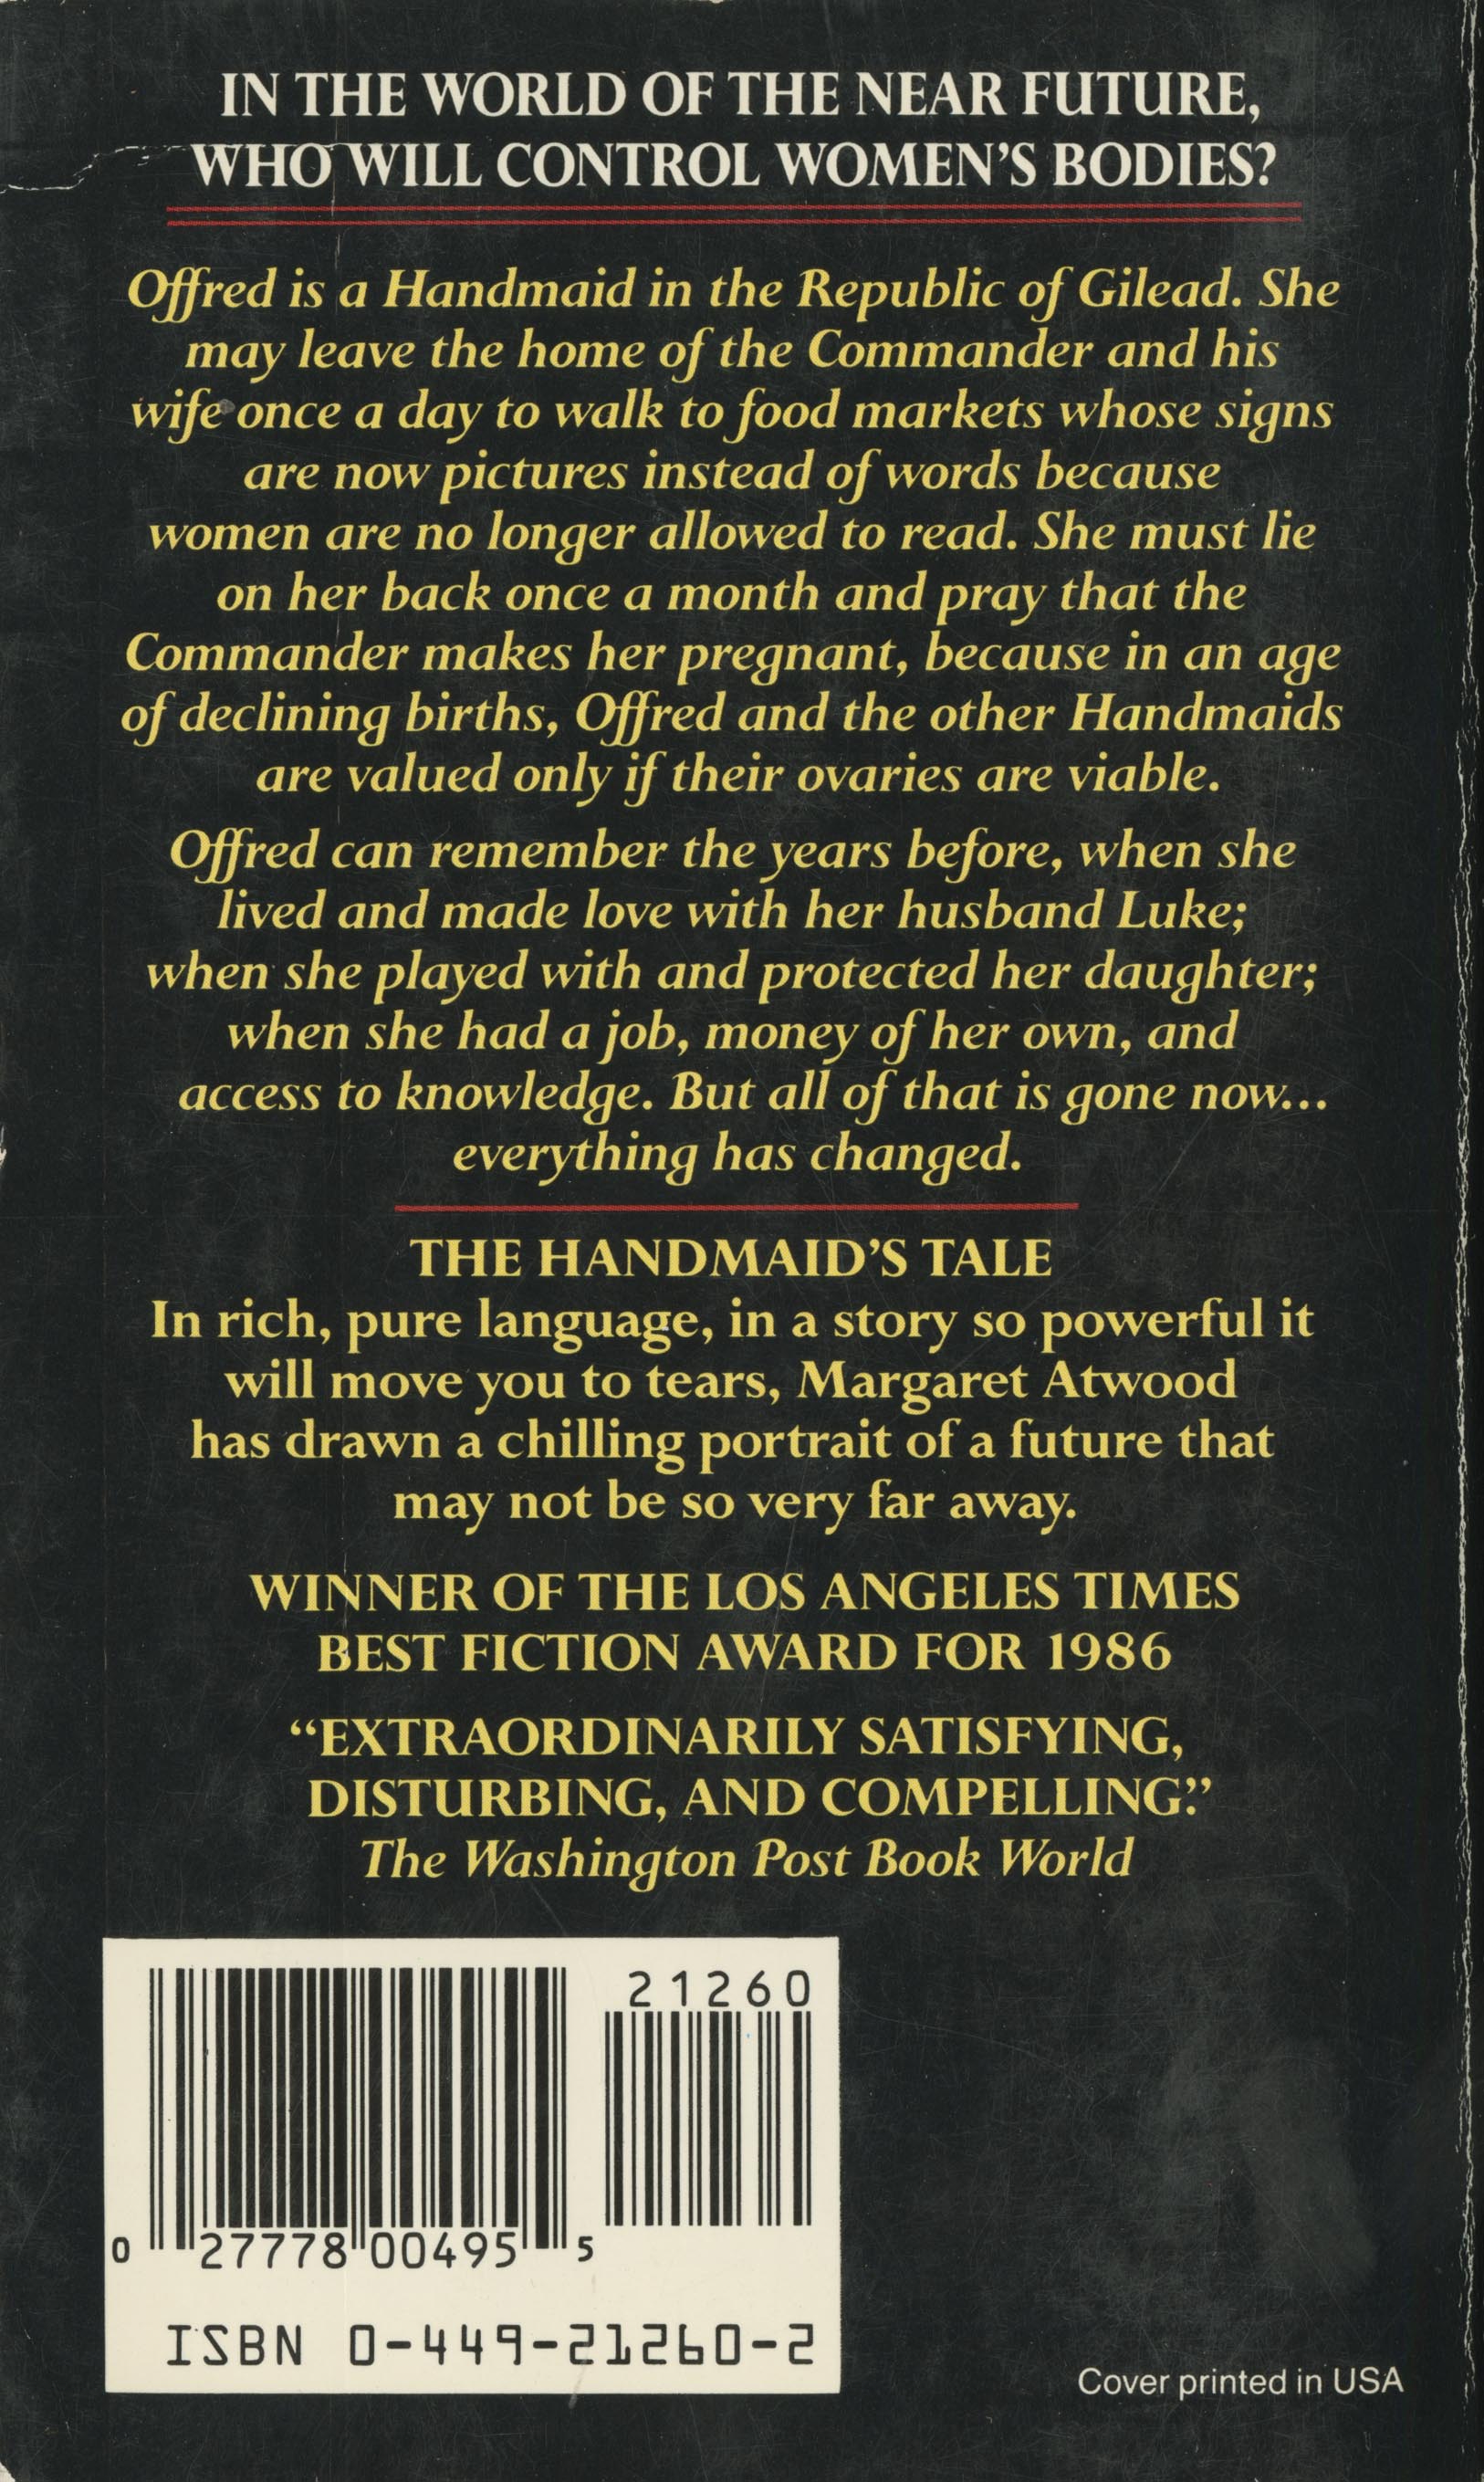 IN THE WORLD OF THE NEAR FUTURE,
WHO WILL CONTROL WOMEN'S BODIES?
Offred is a Handmaid in the Republic of Gilead. She
may leave the home of the Commander and his
wife once a day to walk to food markets whose signs
are now pictures instead of words because
women are no longer allowed to read. She must lie
on her back once a month and pray that the
Commander makes her pregnant, because in an age
of declining births, Offred and the other Handmaids
are valued only if their ovaries are viable.
Offred can remember the years before, when she
lived and made love with her husband Luke;
when she played with and protected her daughter;
when she had a job, money of her own, and
access to knowledge. But all of that is gone now...
everything has changed.
THE HANDMAID'S TALE
In rich, pure language, in a story so powerful it
will move you to tears, Margaret Atwood
has drawn a chilling portrait of a future that
may not be so very far away.
WINNER OF THE LOS ANGELES TIMES
BEST FICTION AWARD FOR 1986
“EXTRAORDINARILY SATISFYING,
DISTURBING, AND COMPELLING.”
The Washington Post Book World
21260
0 27778 00495 5
ISBN 0-449-21260-2
Cover printed in USA